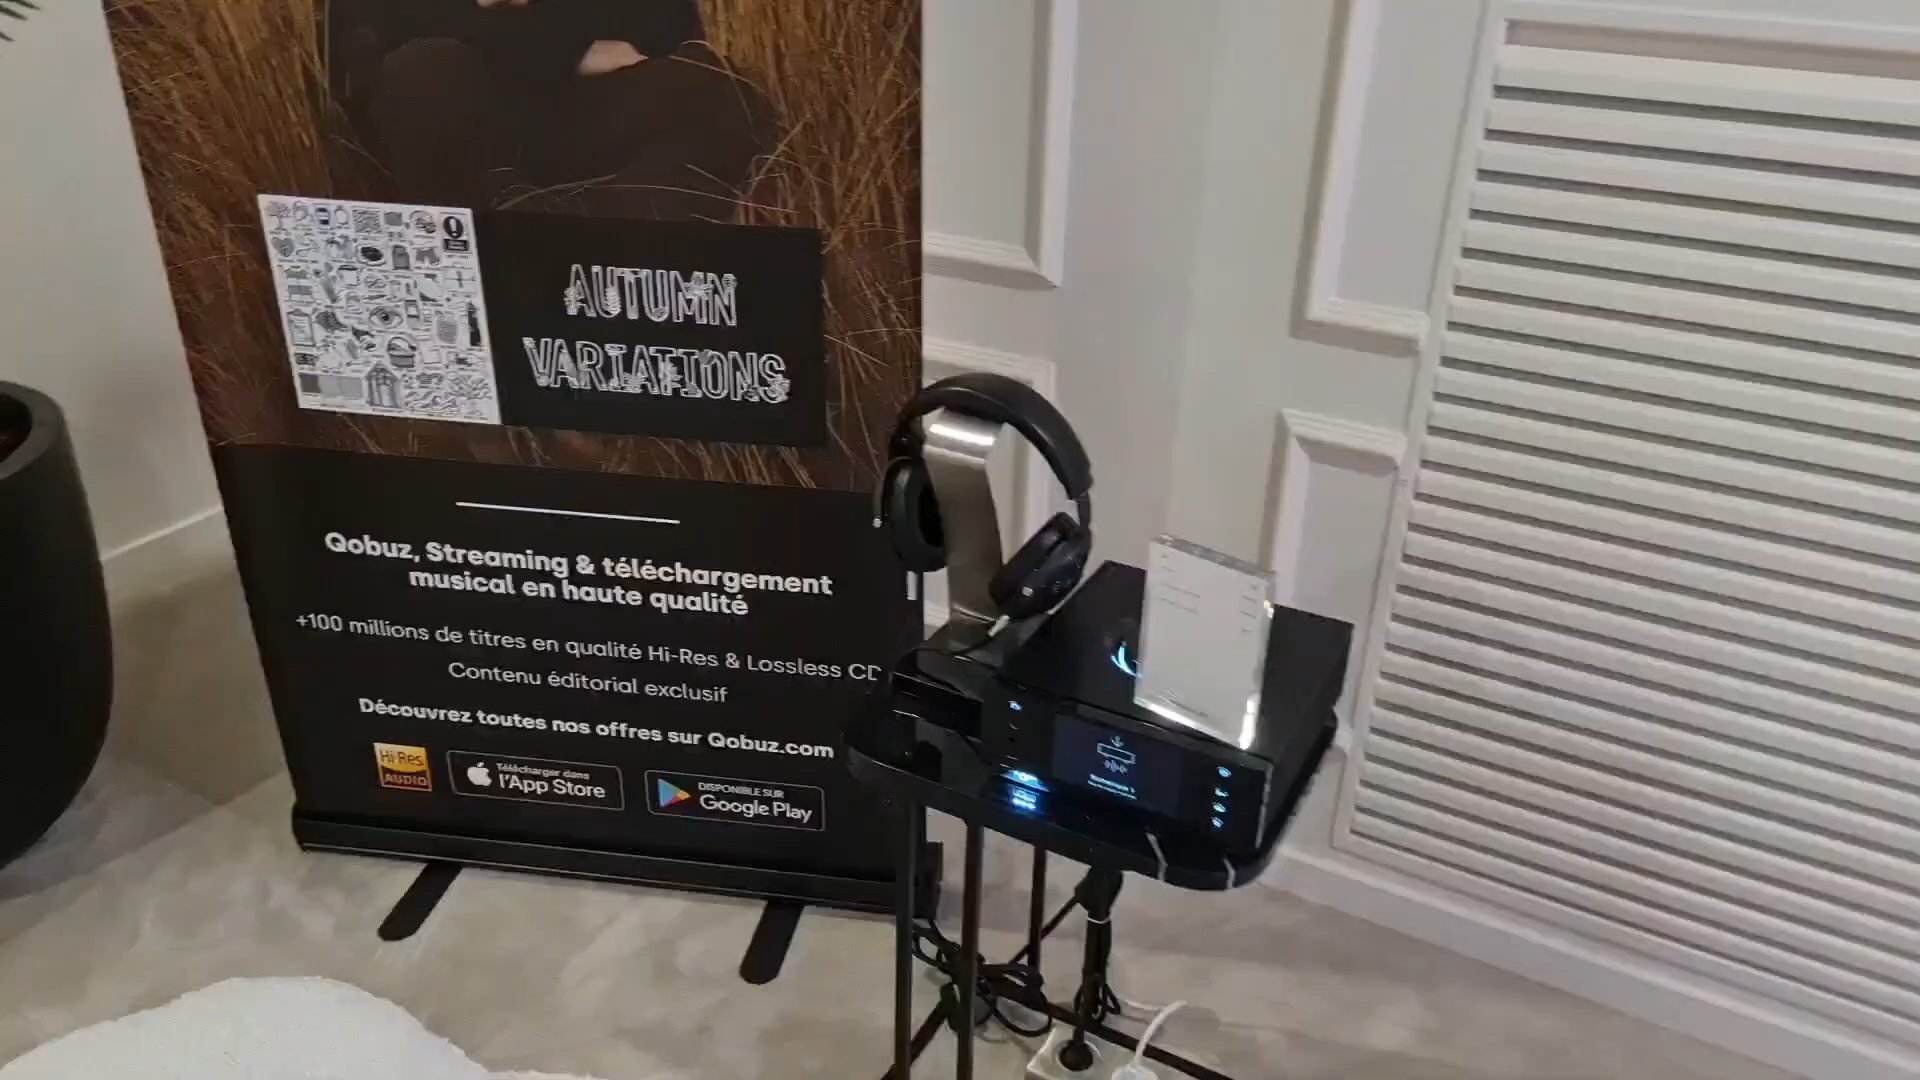 AUTUMN
VARIATIONS
Qobuz, Streaming & téléchargement
musical en haute qualité
+100 millions de titres en qualité Hi-Res & Lossless CD
Contenu éditorial exclusif
Découvrez toutes nos offres sur Qobuz.com
Hi-Res
AUDIO
Télécharger dans
l'App Store
DISPONIBLE SUR
Google Play